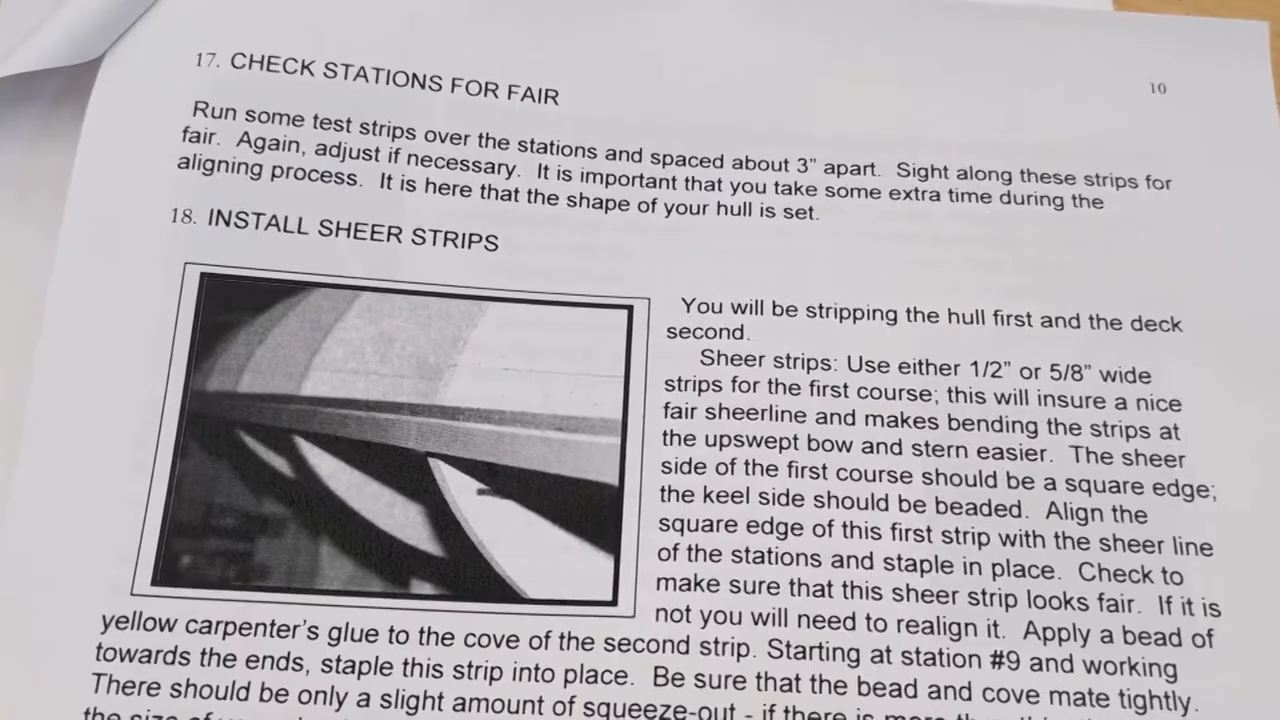 10
17. CHECK STATIONS FOR FAIR
Run some test strips over the stations and spaced about 3” apart. Sight along these strips for
fair. Again, adjust if necessary. It is important that you take some extra time during the
aligning process. It is here that the shape of your hull is set.
18. INSTALL SHEER STRIPS
You will be stripping the hull first and the deck
second.
Sheer strips: Use either 1/2” or 5/8” wide
strips for the first course; this will insure a nice
fair sheerline and makes bending the strips at
the upswept bow and stern easier. The sheer
side of the first course should be a square edge;
the keel side should be beaded. Align the
square edge of this first strip with the sheer line
of the stations and staple in place. Check to
make sure that this sheer strip looks fair. If it is
not you will need to realign it. Apply a bead of
yellow carpenter’s glue to the cove of the second strip. Starting at station #9 and working
towards the ends, staple this strip into place. Be sure that the bead and cove mate tightly.
There should be only a slight amount of squeeze-out - if there is more than
the size of